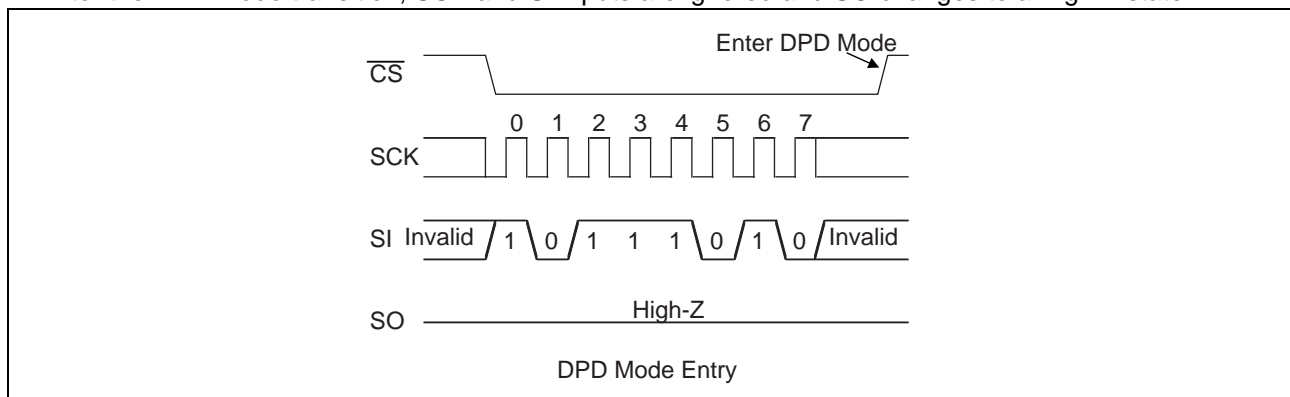 Enter DPD Mode
CS
0 1 2 3 4 5 6 7
SCK
SI Invalid 1 0 1 1 1 0 1 0 Invalid
High-Z
SO
DPD Mode Entry